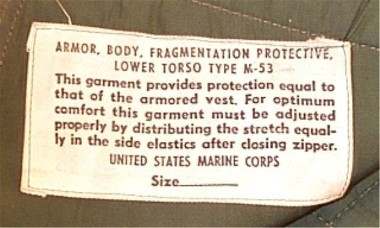 ARMOR, BODY, FRAGMENTATION PROTECTIVE,
LOWER TORSO TYPE M-53
This garment provides protection equal to
that of the armored vest. For optimum
comfort this garment must be adjusted
properly by distributing the stretch equal-
ly in the side elastics after closing zipper.
UNITED STATES MARINE CORPS
Size______